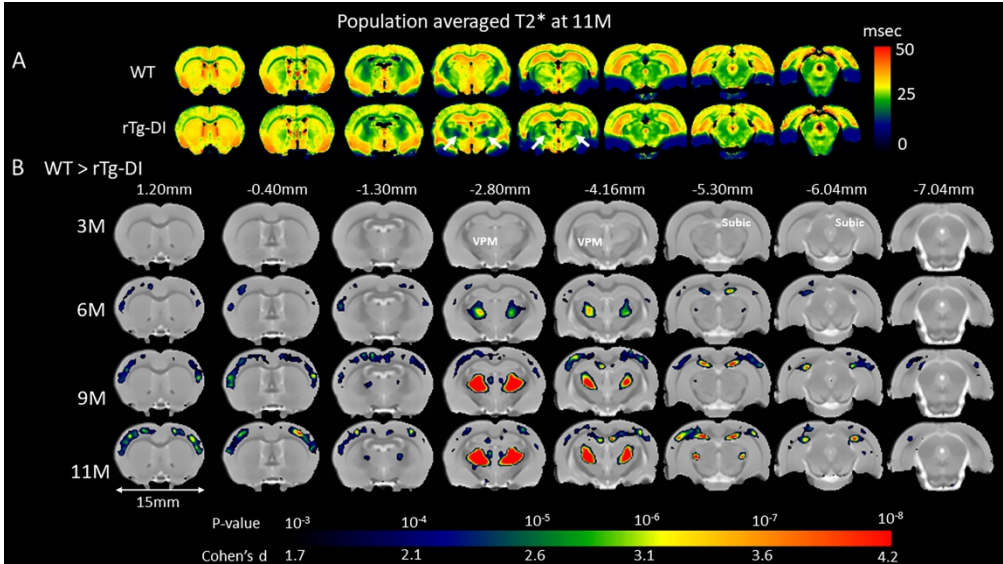 Population averaged T2* at 11M
msec
A
WT
50
25
rTg-DI
0
B WT > rTg-DI
1.20mm -0.40mm -1.30mm -2.80mm -4.16mm -5.30mm -6.04mm -7.04mm
3M
VPM VPM Subic Subic
6M
9M
11M
15mm
P-value 10-3 10-4 10-5 10-6 10-7 10-8
Cohen's d 1.7 2.1 2.6 3.1 3.6 4.2